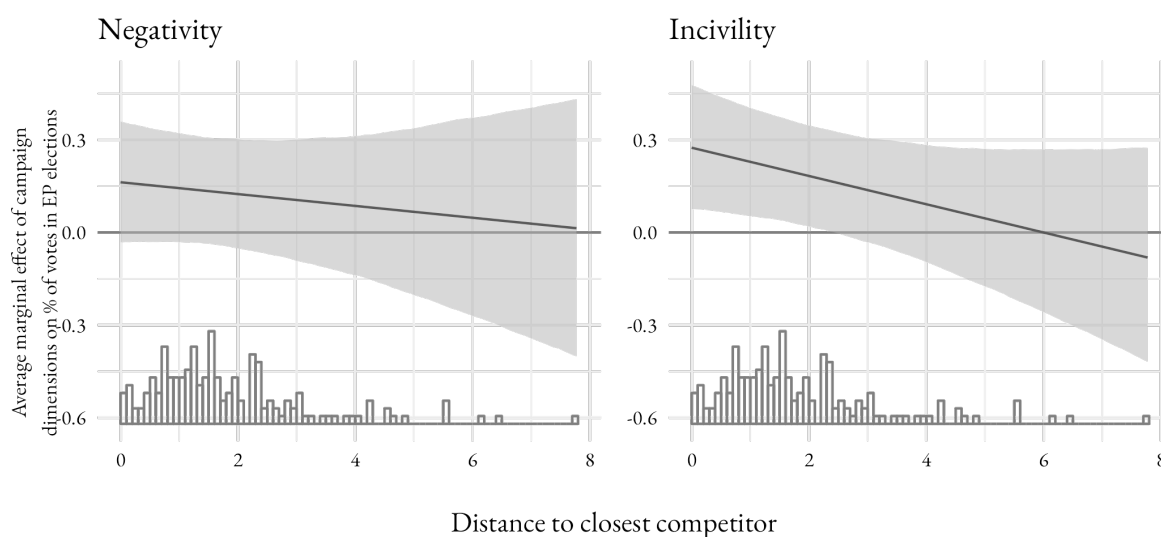 Negativity
Incivility
Average marginal effect of campaign
dimensions on % of votes in EP elections
0.3
0.0
-0.3
-0.6
0.3
0.0
-0.3
-0.6
0 2 4 6 8
0 2 4 6 8
Distance to closest competitor